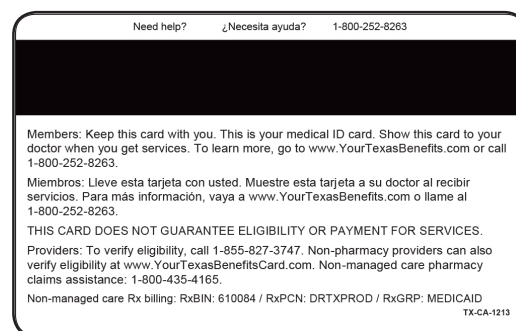 Need help? ¿Necesita ayuda? 1-800-252-8263
Members: Keep this card with you. This is your medical ID card. Show this card to your
doctor when you get services. To learn more, go to www.YourTexasBenefits.com or call
1-800-252-8263.
Miembros: Lleve esta tarjeta con usted. Muestre esta tarjeta a su doctor al recibir
servicios. Para más información, vaya a www.YourTexasBenefits.com o llame al
1-800-252-8263.
THIS CARD DOES NOT GUARANTEE ELIGIBILITY OR PAYMENT FOR SERVICES.
Providers: To verify eligibility, call 1-855-827-3747. Non-pharmacy providers can also
verify eligibility at www.YourTexasBenefitsCard.com. Non-managed care pharmacy
claims assistance: 1-800-435-4165.
Non-managed care Rx billing: RxBIN: 610084 / RxPCN: DRTXPROD / RxGRP: MEDICAID
TX-CA-1213